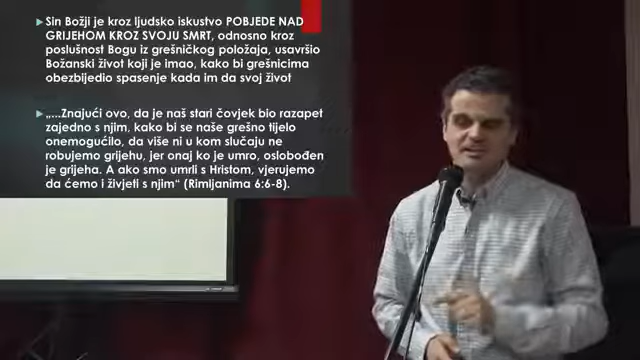 Sin Božji je kroz ljudsko iskustvo POBJEDE NAD
GRIJEHOM KROZ SVOJU SMRT, odnosno kroz
poslušnost Bogu iz grešničkog položaja, usavršio
Božanski život koji je imao, kako bi grešnicima
obezbijedio spasenje kada im da svoj život
„...Znajući ovo, da je naš stari čovjek bio razapet
zajedno s njim, kako bi se naše grešno tijelo
onemogućilo, da više ni u kom slučaju ne
robujemo grijehu, jer onaj ko je umro, oslobođen
je grijeha. A ako smo umrli s Hristom, vjerujemo
da ćemo i živjeti s njim“ (Rimljanima 6:6-8).